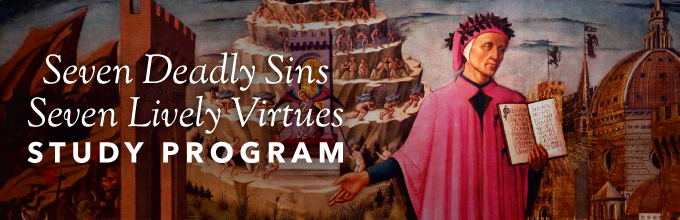 Seven Deadly Sins
Seven Lively Virtues
STUDY PROGRAM